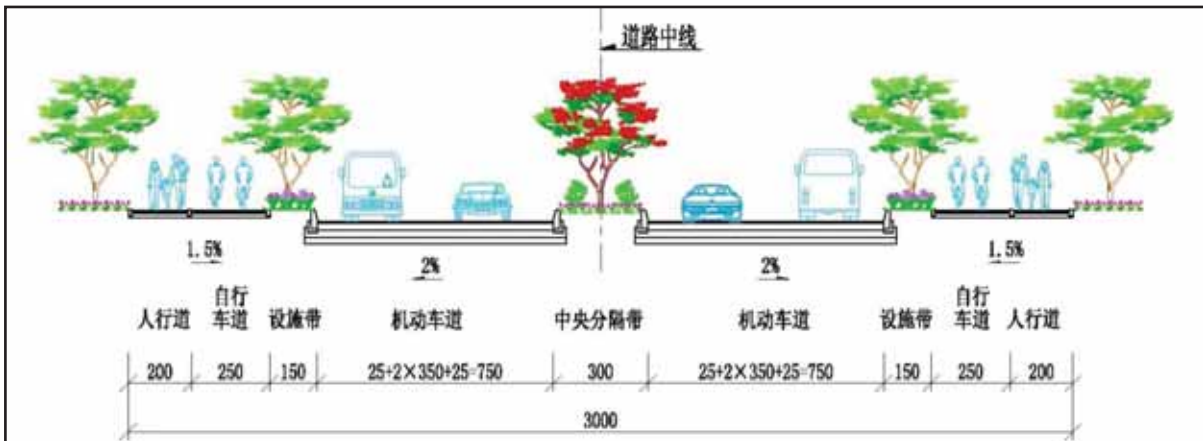 道路中线
1.5% 2% 2% 1.5%
人行道 自行车道 设施带 机动车道 中央分隔带 机动车道 设施带 自行车道 人行道
200 250 150 25+2×350+25=750 300 25+2×350+25=750 150 250 200
3000